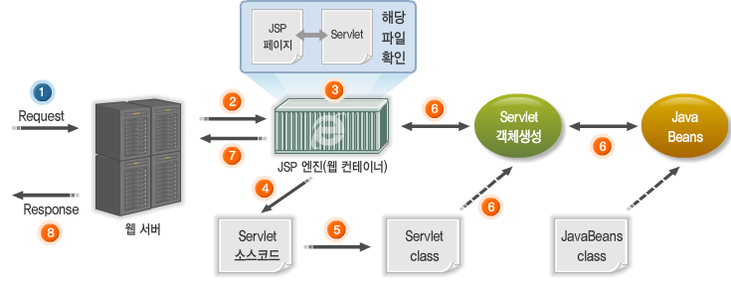 JSP
페이지
Servlet
해당
파일
확인
1
Request
2
3
6
Servlet
객체생성
6
Java
Beans
7
JSP 엔진(웹 컨테이너)
4
6
Response
8
웹 서버
Servlet
소스코드
5
Servlet
class
JavaBeans
class